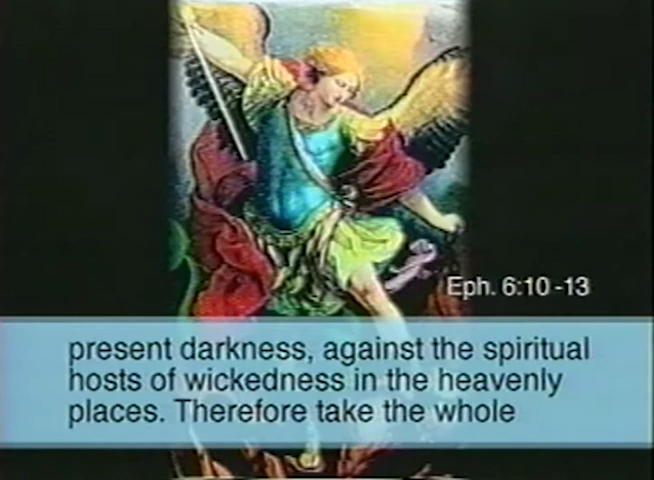 Eph. 6:10 -13
present darkness, against the spiritual
hosts of wickedness in the heavenly
places. Therefore take the whole